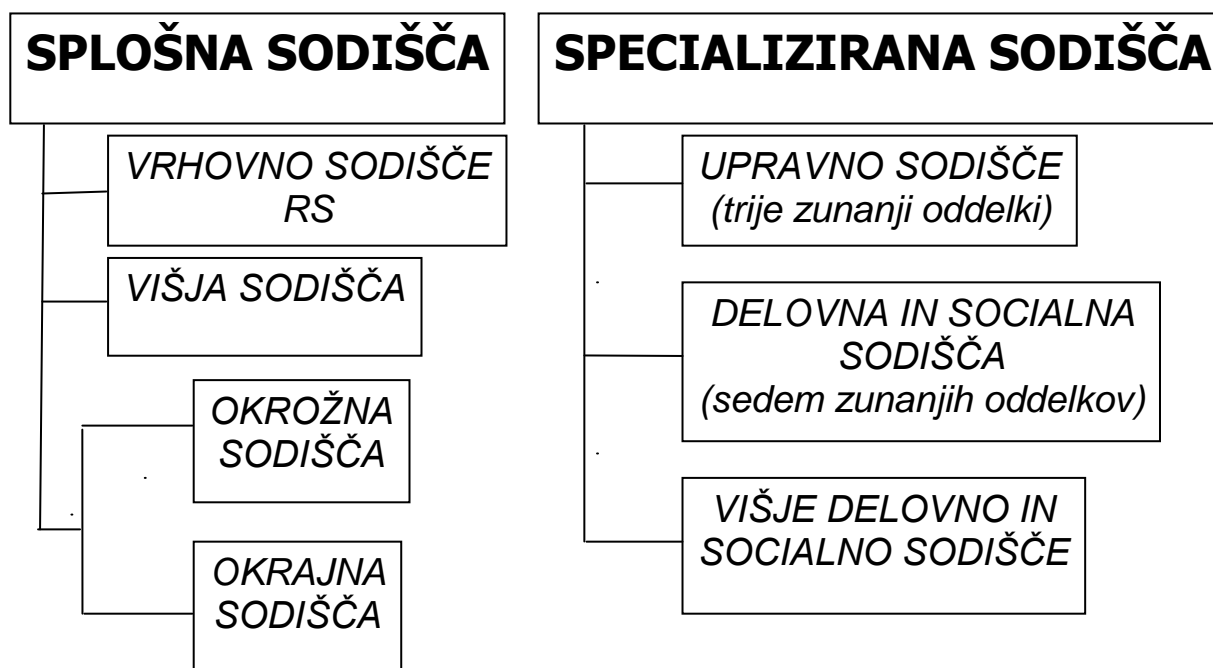 SPLOŠNA SODIŠČA
VRHOVNO SODIŠČE
RS
VIŠJA SODIŠČA
OKROŽNA
SODIŠČA
OKRAJNA
SODIŠČA
SPECIALIZIRANA SODIŠČA
UPRAVNO SODIŠČE
(trije zunanji oddelki)
DELOVNA IN SOCIALNA
SODIŠČA
(sedem zunanjih oddelkov)
VIŠJE DELOVNO IN
SOCIALNO SODIŠČE